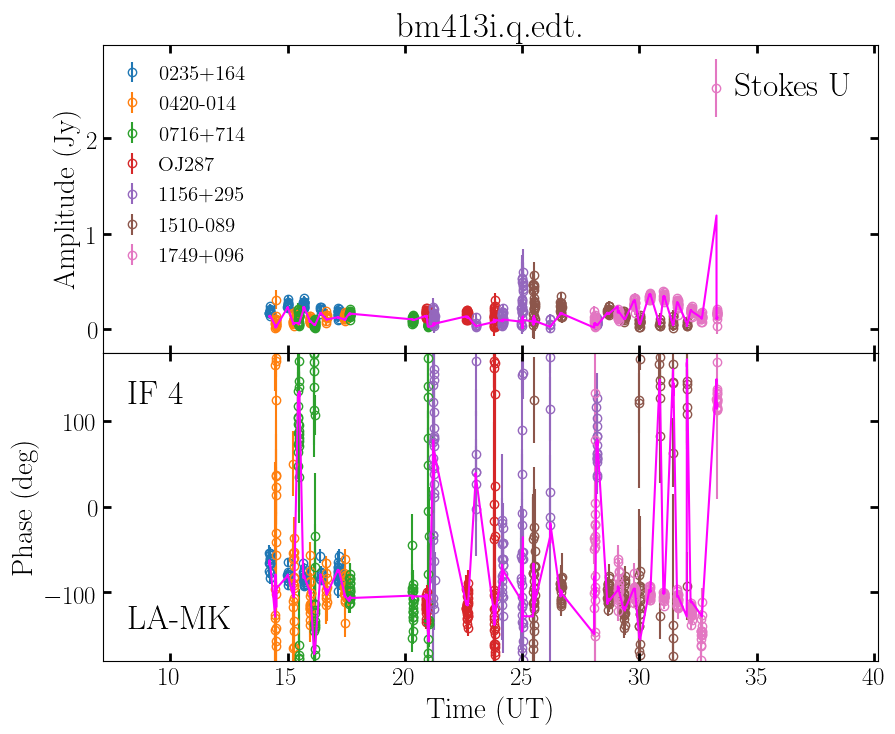 bm413i.q.edt.
Amplitude (Jy)
2
1
0
0235+164
0420-014
0716+714
OJ287
1156+295
1510-089
1749+096
Stokes U
Phase (deg)
100
0
−100
IF 4
LA-MK
10 15 20 25 30 35 40
Time (UT)